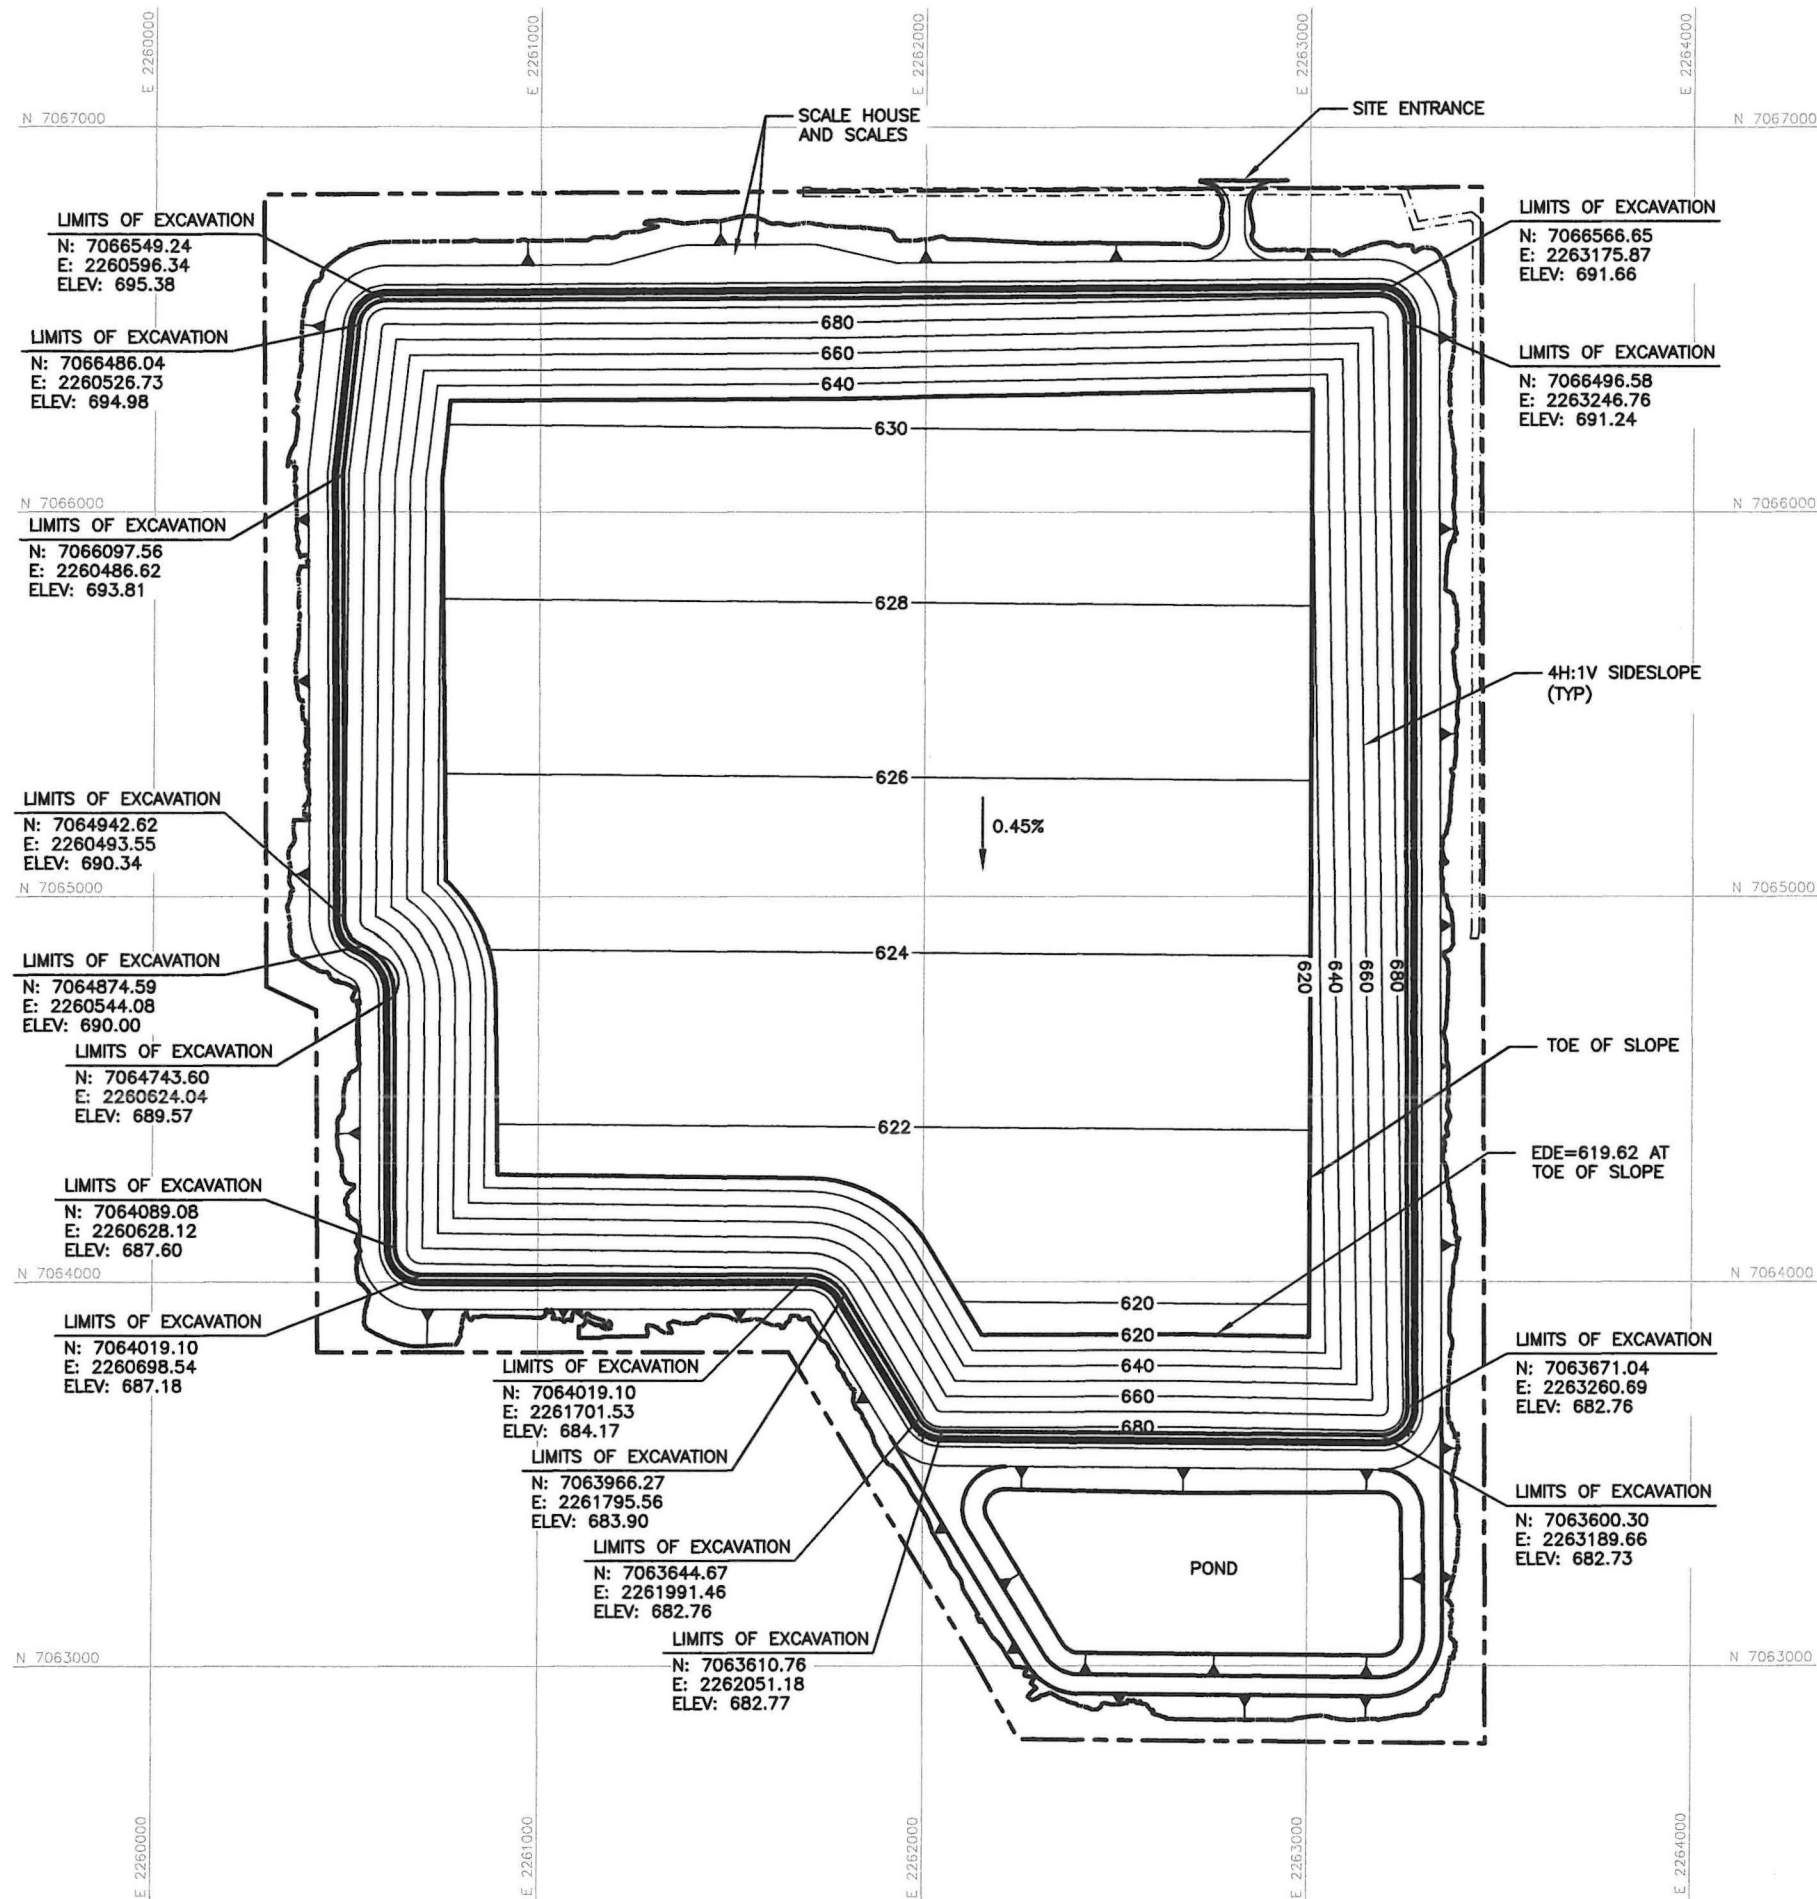 E 2260000
E 2261000
E 2262000
E 2263000
E 2264000
N 7067000
N 7067000
SCALE HOUSE
AND SCALES
SITE ENTRANCE
LIMITS OF EXCAVATION
N: 7066549.24
E: 2260596.34
ELEV: 695.38
LIMITS OF EXCAVATION
N: 7066566.65
E: 2263175.87
ELEV: 691.66
LIMITS OF EXCAVATION
N: 7066486.04
E: 2260526.73
ELEV: 694.98
680
660
640
LIMITS OF EXCAVATION
N: 7066496.58
E: 2263246.76
ELEV: 691.24
630
N 7066000
N 7066000
LIMITS OF EXCAVATION
N: 7066097.56
E: 2260486.62
ELEV: 693.81
628
4H:1V SIDESLOPE
(TYP)
626
LIMITS OF EXCAVATION
N: 7064942.62
E: 2260493.55
ELEV: 690.34
0.45%
N 7065000
N 7065000
624
LIMITS OF EXCAVATION
N: 7064874.59
E: 2260544.08
ELEV: 690.00
620
640
660
680
LIMITS OF EXCAVATION
N: 7064743.60
E: 2260624.04
ELEV: 689.57
TOE OF SLOPE
622
EDE=619.62 AT
TOE OF SLOPE
LIMITS OF EXCAVATION
N: 7064089.08
E: 2260628.12
ELEV: 687.60
N 7064000
N 7064000
620
620
640
660
680
LIMITS OF EXCAVATION
N: 7064019.10
E: 2260698.54
ELEV: 687.18
LIMITS OF EXCAVATION
N: 7064019.10
E: 2261701.53
ELEV: 684.17
LIMITS OF EXCAVATION
N: 7063671.04
E: 2263260.69
ELEV: 682.76
LIMITS OF EXCAVATION
N: 7063966.27
E: 2261795.56
ELEV: 683.90
LIMITS OF EXCAVATION
N: 7063600.30
E: 2263189.66
ELEV: 682.73
LIMITS OF EXCAVATION
N: 7063644.67
E: 2261991.46
ELEV: 682.76
POND
LIMITS OF EXCAVATION
N: 7063610.76
E: 2262051.18
ELEV: 682.77
N 7063000
N 7063000
E 2260000
E 2261000
E 2262000
E 2263000
E 2264000